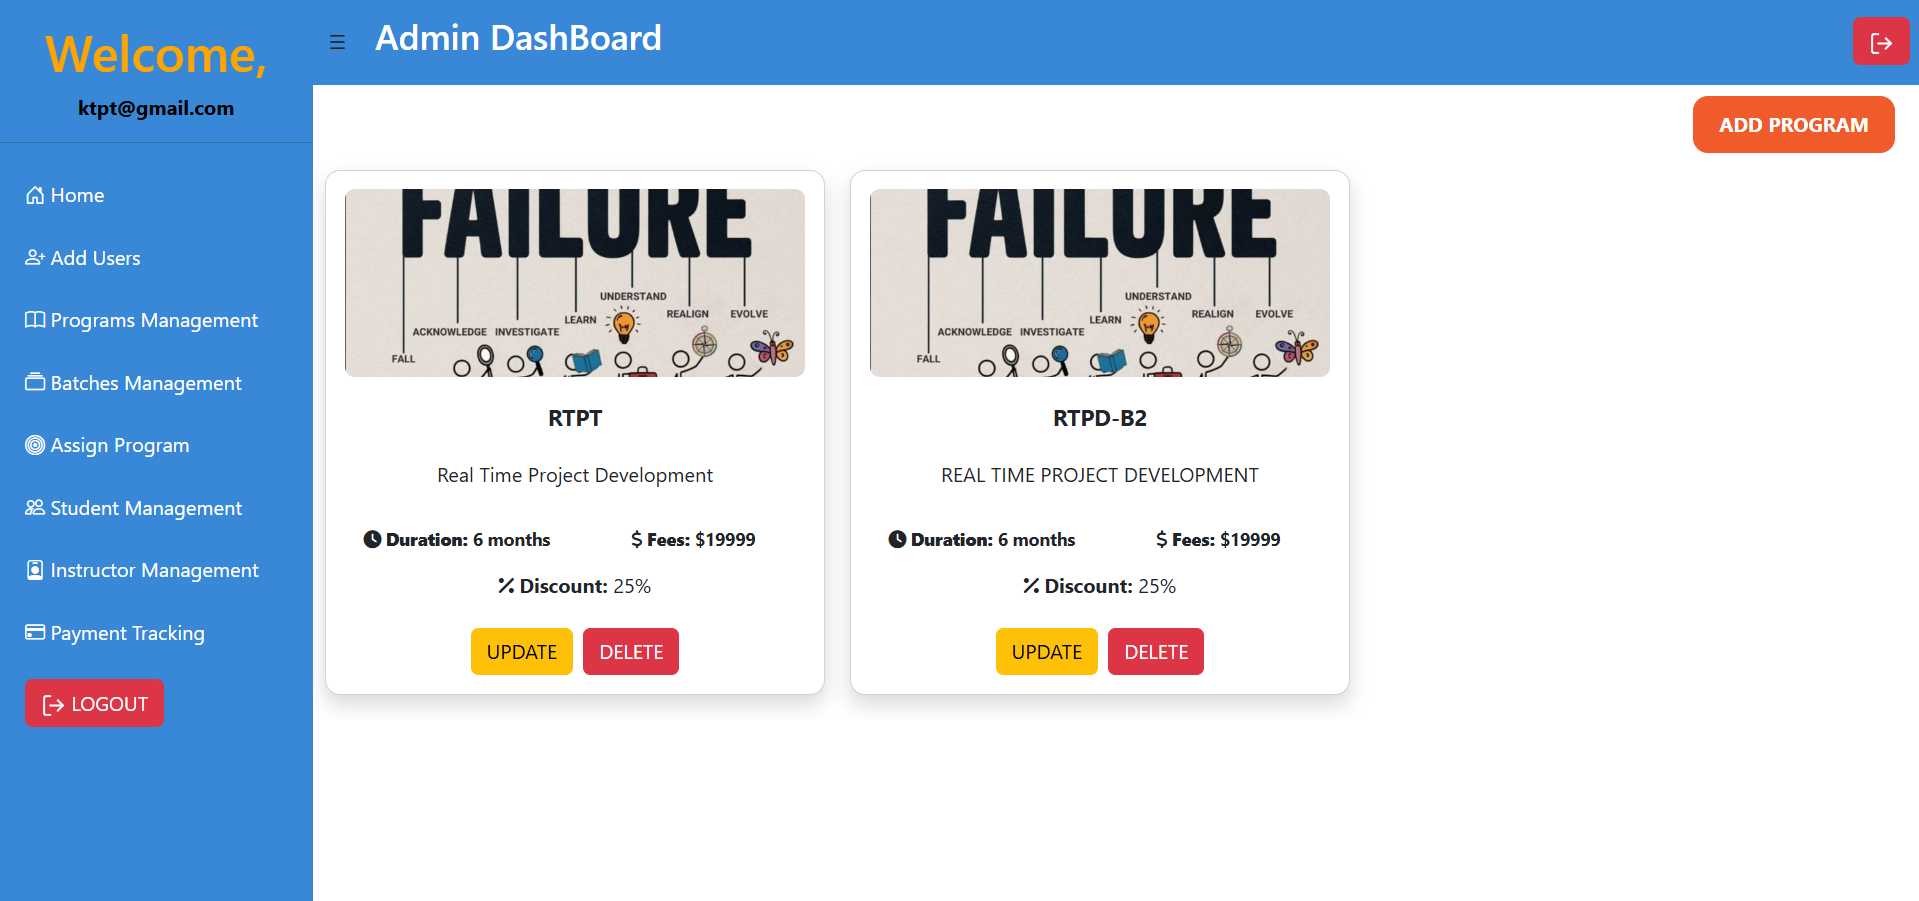 Welcome,
ktpt@gmail.com
Home
Add Users
Programs Management
Batches Management
Assign Program
Student Management
Instructor Management
Payment Tracking
LOGOUT
☰ Admin DashBoard
ADD PROGRAM
FAILURE
UNDERSTAND
REALIGN EVOLVE
LEARN
ACKNOWLEDGE INVESTIGATE
FALL
RTPT
Real Time Project Development
Duration: 6 months $ Fees: $19999
% Discount: 25%
UPDATE DELETE
FAILURE
UNDERSTAND
REALIGN EVOLVE
LEARN
ACKNOWLEDGE INVESTIGATE
FALL
RTPD-B2
REAL TIME PROJECT DEVELOPMENT
Duration: 6 months $ Fees: $19999
% Discount: 25%
UPDATE DELETE